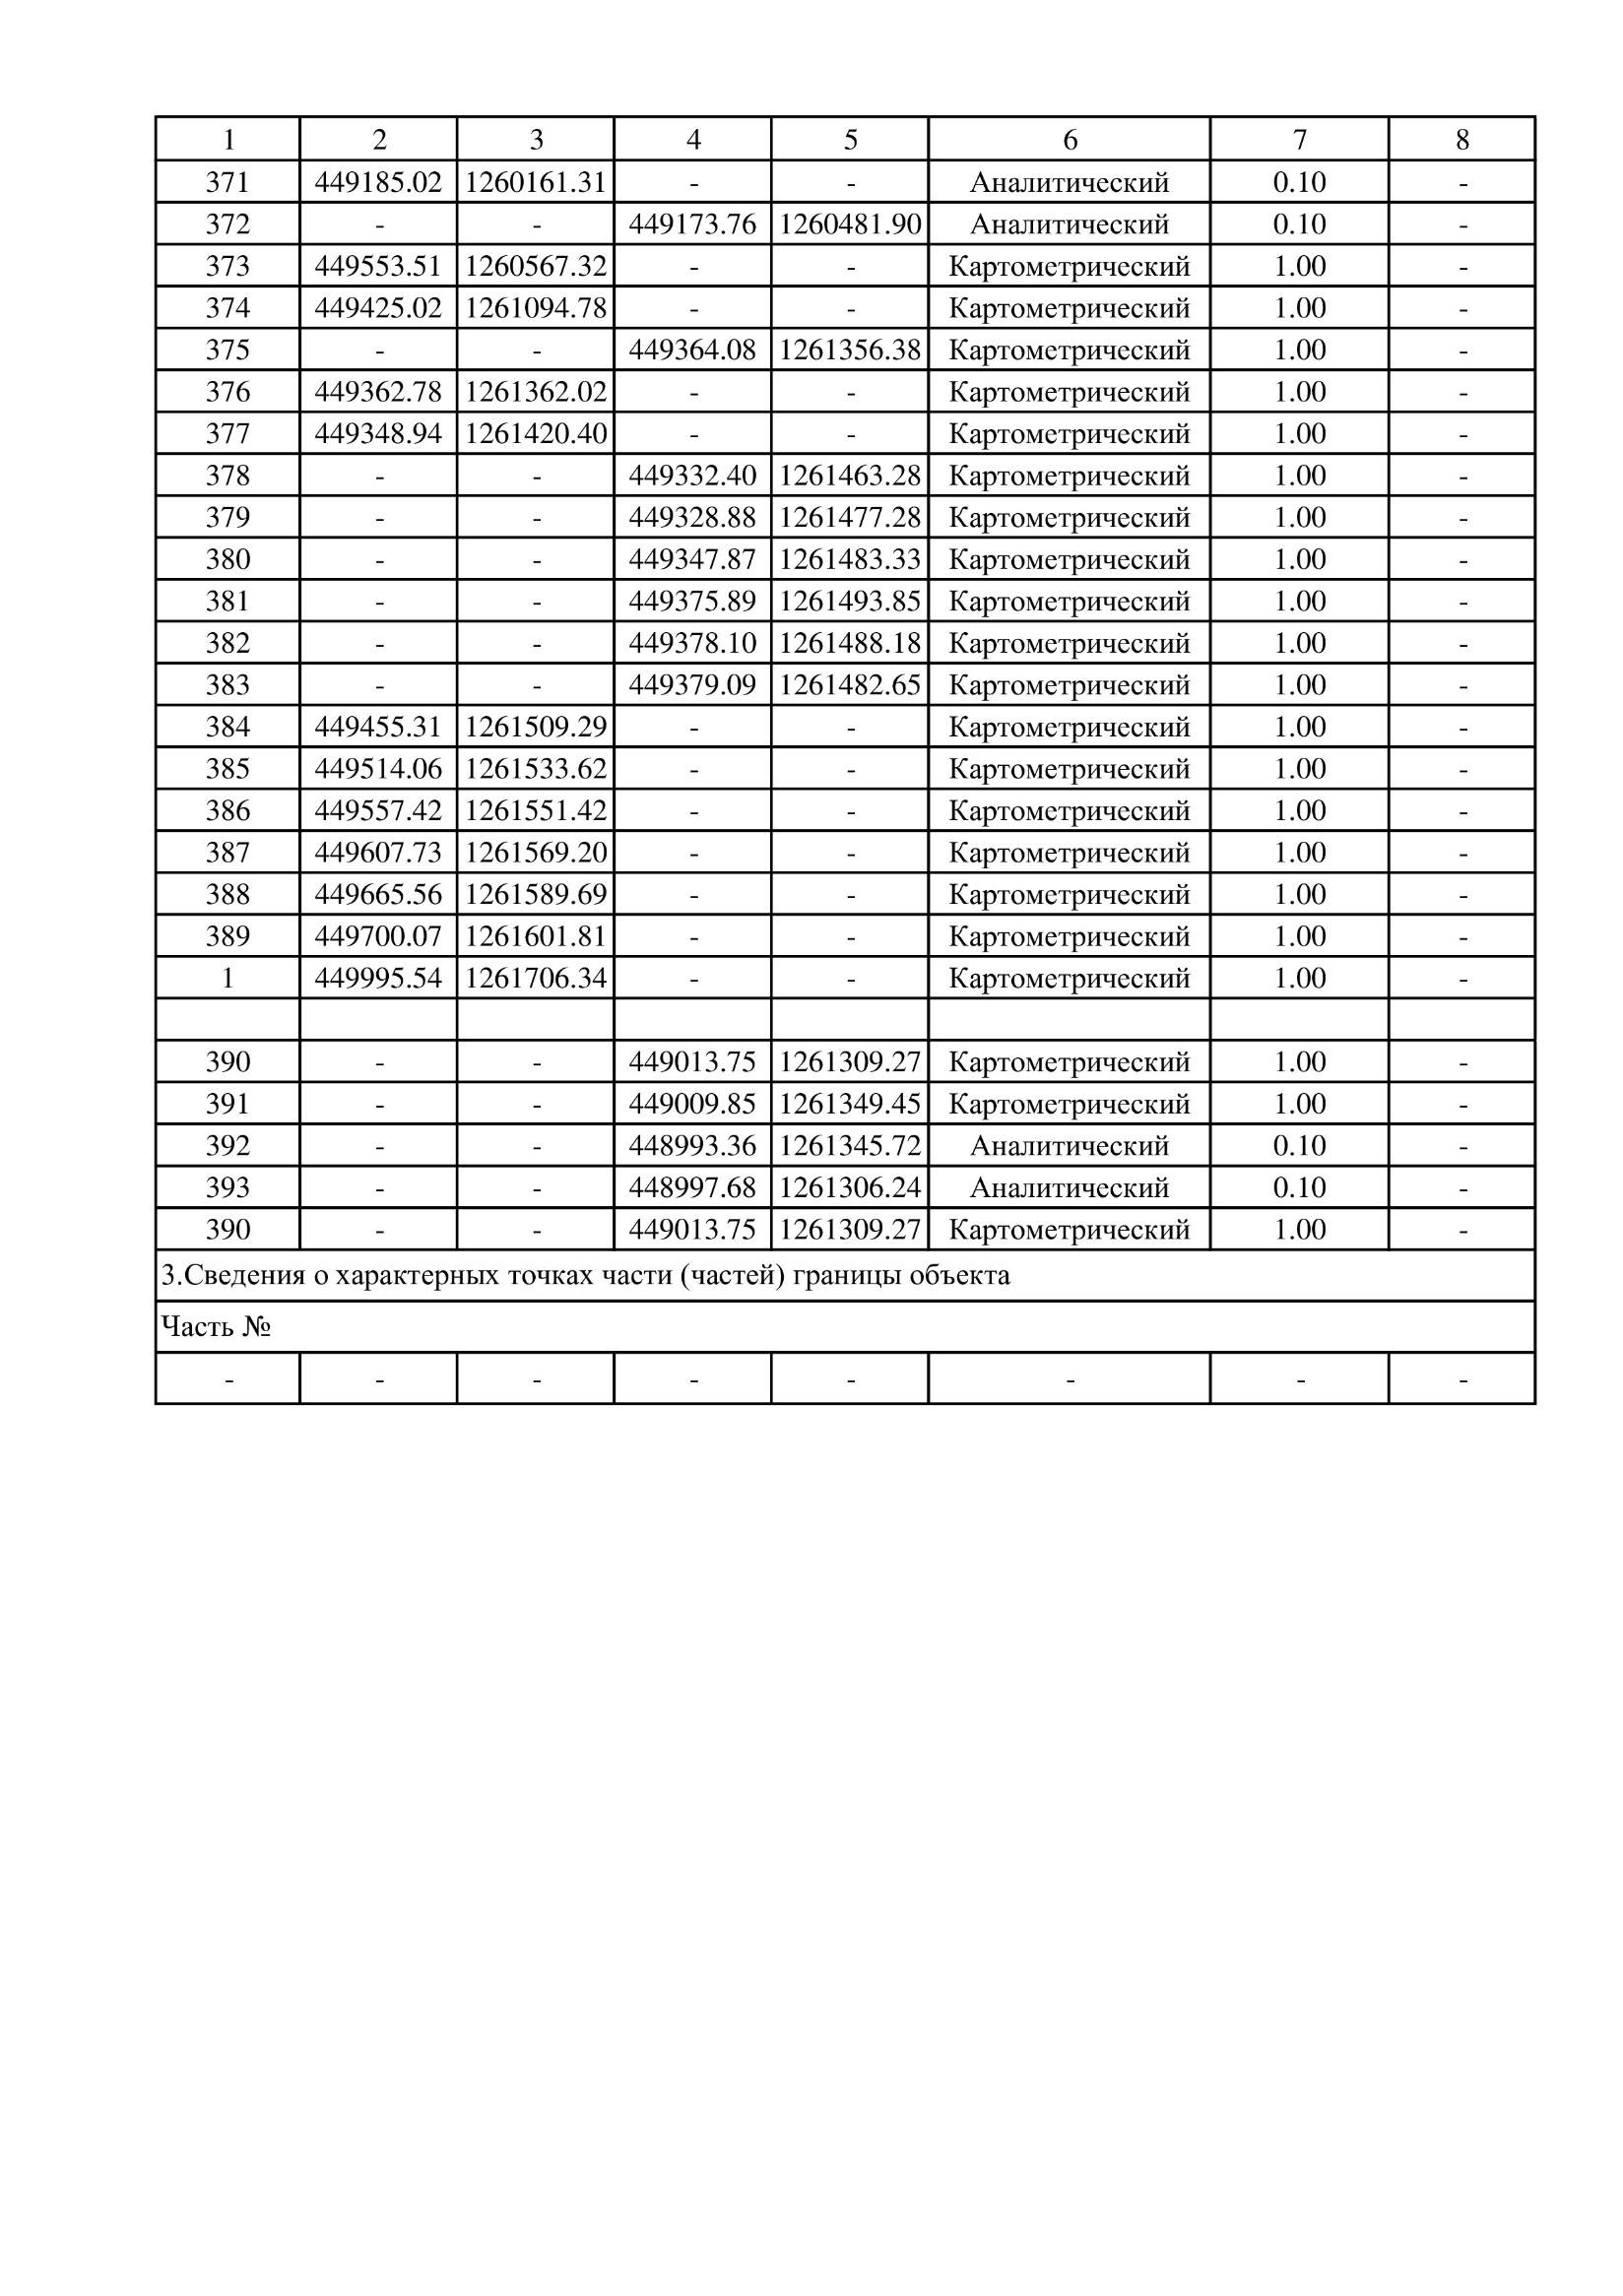 1 2 3 4 5 6 7 8
371 449185.02 1260161.31 - - Аналитический 0.10 -
372 - - 449173.76 1260481.90 Аналитический 0.10 -
373 449553.51 1260567.32 - - Картометрический 1.00 -
374 449425.02 1261094.78 - - Картометрический 1.00 -
375 - - 449364.08 1261356.38 Картометрический 1.00 -
376 449362.78 1261362.02 - - Картометрический 1.00 -
377 449348.94 1261420.40 - - Картометрический 1.00 -
378 - - 449332.40 1261463.28 Картометрический 1.00 -
379 - - 449328.88 1261477.28 Картометрический 1.00 -
380 - - 449347.87 1261483.33 Картометрический 1.00 -
381 - - 449375.89 1261493.85 Картометрический 1.00 -
382 - - 449378.10 1261488.18 Картометрический 1.00 -
383 - - 449379.09 1261482.65 Картометрический 1.00 -
384 449455.31 1261509.29 - - Картометрический 1.00 -
385 449514.06 1261533.62 - - Картометрический 1.00 -
386 449557.42 1261551.42 - - Картометрический 1.00 -
387 449607.73 1261569.20 - - Картометрический 1.00 -
388 449665.56 1261589.69 - - Картометрический 1.00 -
389 449700.07 1261601.81 - - Картометрический 1.00 -
1 449995.54 1261706.34 - - Картометрический 1.00 -
390 - - 449013.75 1261309.27 Картометрический 1.00 -
391 - - 449009.85 1261349.45 Картометрический 1.00 -
392 - - 448993.36 1261345.72 Аналитический 0.10 -
393 - - 448997.68 1261306.24 Аналитический 0.10 -
390 - - 449013.75 1261309.27 Картометрический 1.00 -
3.Сведения о характерных точках части (частей) границы объекта
Часть №
- - - - - - - -